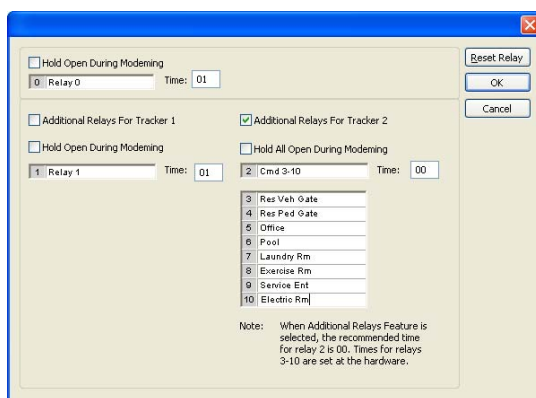 Hold Open During Modeming
0 Relay 0 Time: 01
Reset Relay
OK
Cancel
Additional Relays For Tracker 1
Hold Open During Modeming
1 Relay 1 Time: 01
Additional Relays For Tracker 2
Hold All Open During Modeming
2 Cmd 3-10 Time: 00
3 Res Veh Gate
4 Res Ped Gate
5 Office
6 Pool
7 Laundry Rm
8 Exercise Rm
9 Service Ent
10 Electric Rm
Note: When Additional Relays Feature is
selected, the recommended time
for relay 2 is 00. Times for relays
3-10 are set at the hardware.